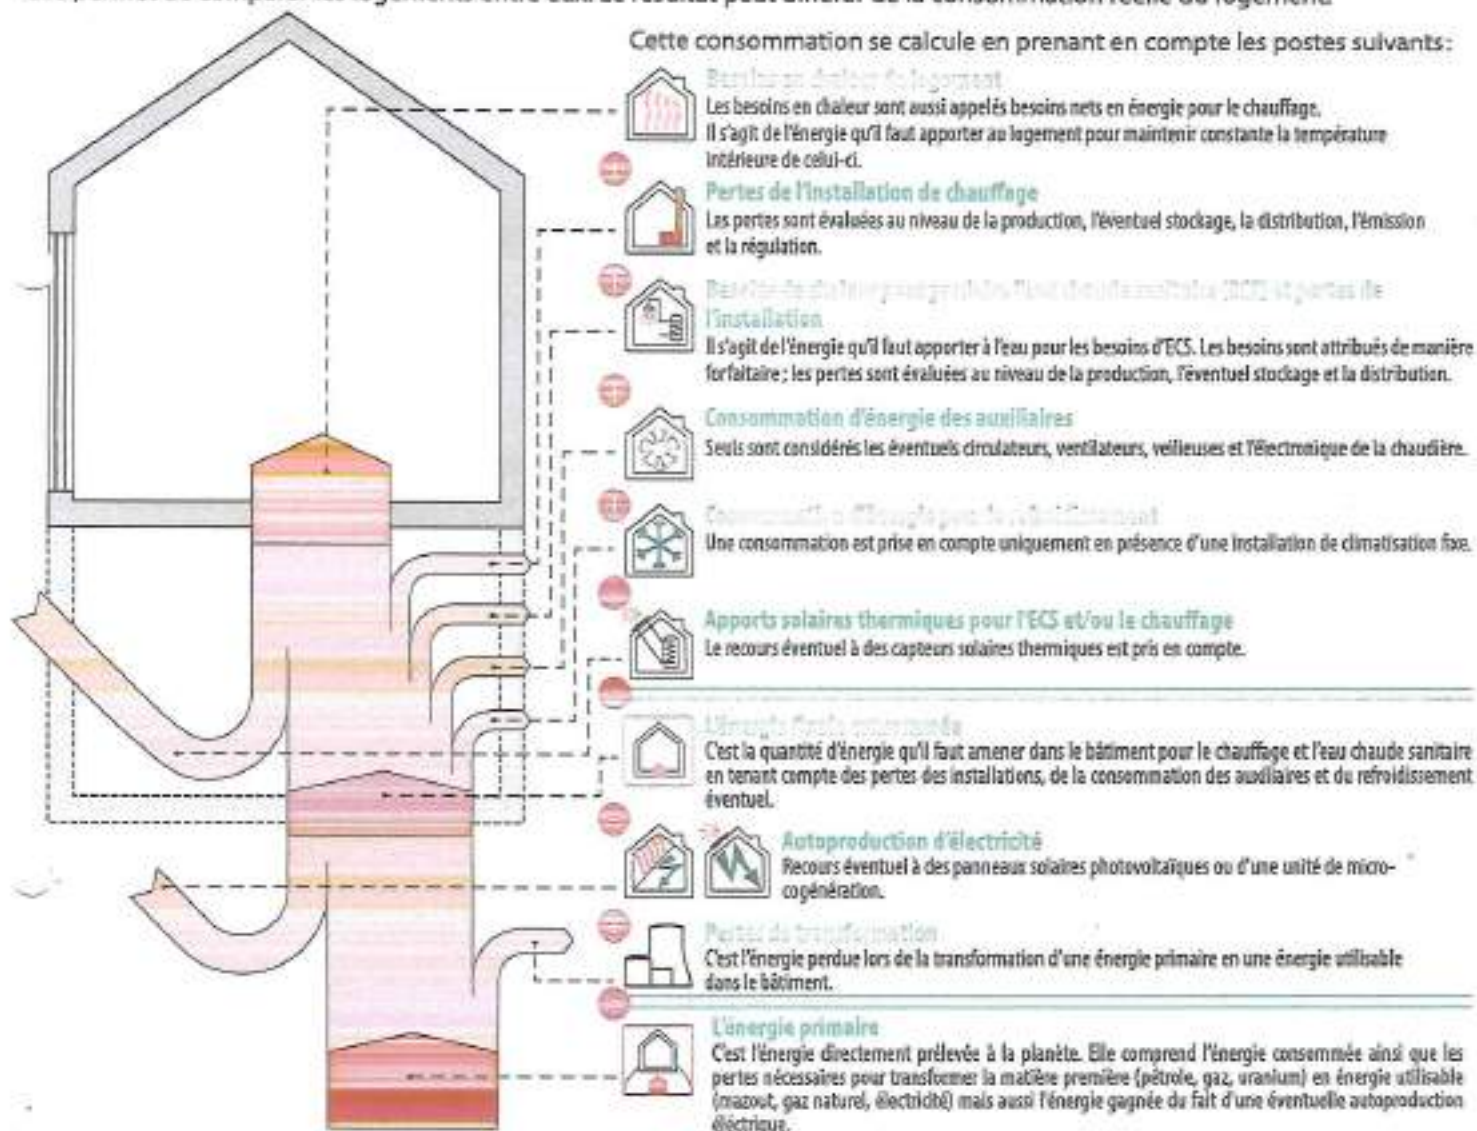 Cette consommation se calcule en prenant en compte les postes suivants:
logement
Les besoins en chaleur sont aussi appelés besoins nets en énergie pour le chauffage.
Il s'agit de l'énergie qu'il faut apporter au logement pour maintenir constante la température
intérieure de celui-ci.
Pertes de l'installation de chauffage
Les pertes sont évaluées au niveau de la production, l'éventuel stockage, la distribution, l'émission
et la régulation.
l'installation
Il s'agit de l'énergie qu'il faut apporter à l'eau pour les besoins d'ECS. Les besoins sont attribués de manière
forfaitaire ; les pertes sont évaluées au niveau de la production, l'éventuel stockage et la distribution.
Consommation d'énergie des auxiliaires
Seuls sont considérés les éventuels circulateurs, ventilateurs, veilleuses et l'électronique de la chaudière.
Une consommation est prise en compte uniquement en présence d'une installation de climatisation fixe.
Apports solaires thermiques pour l'ECS et/ou le chauffage
Le recours éventuel à des capteurs solaires thermiques est pris en compte.
C'est la quantité d'énergie qu'il faut amener dans le bâtiment pour le chauffage et l'eau chaude sanitaire
en tenant compte des pertes des installations, de la consommation des auxiliaires et du refroidissement
éventuel.
Autoproduction d'électricité
Recours éventuel à des panneaux solaires photovoltaïques ou d'une unité de micro-
cogénération.
Pertes de transformation
C'est l'énergie perdue lors de la transformation d'une énergie primaire en une énergie utilisable
dans le bâtiment.
L'énergie primaire
C'est l'énergie directement prélevée à la planète. Elle comprend l'énergie consommée ainsi que les
pertes nécessaires pour transformer la matière première (pétrole, gaz, uranium) en énergie utilisable
(mazout, gaz naturel, électricité) mais aussi l'énergie gagnée du fait d'une éventuelle autoproduction
électrique.